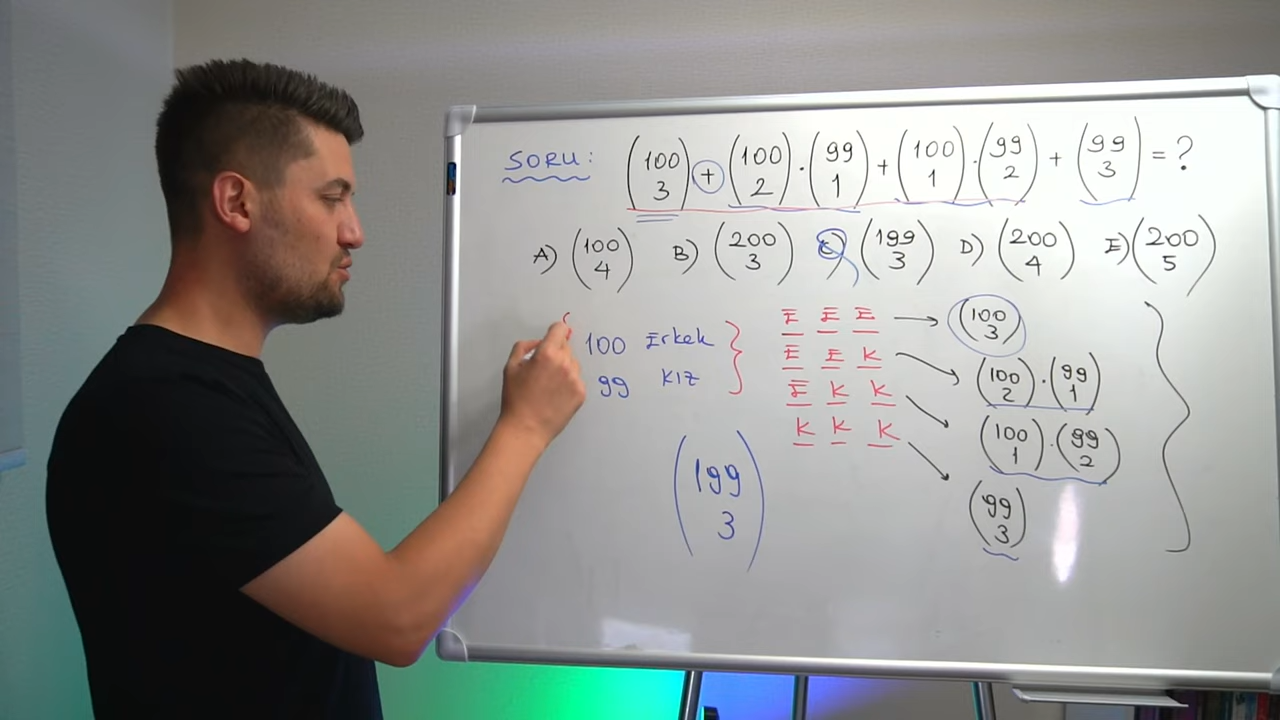 SORU: (100 3) + (100 2) · (99 1) + (100 1) · (99 2) + (99 3) = ?
A) (100 4) B) (200 3) C) (199 3) D) (200 4) E) (200 5)
100 Erkek
99 KIZ
(199 3)
E E E → (100 3)
E E K → (100 2) · (99 1)
E K K → (100 1) · (99 2)
K K K → (99 3)